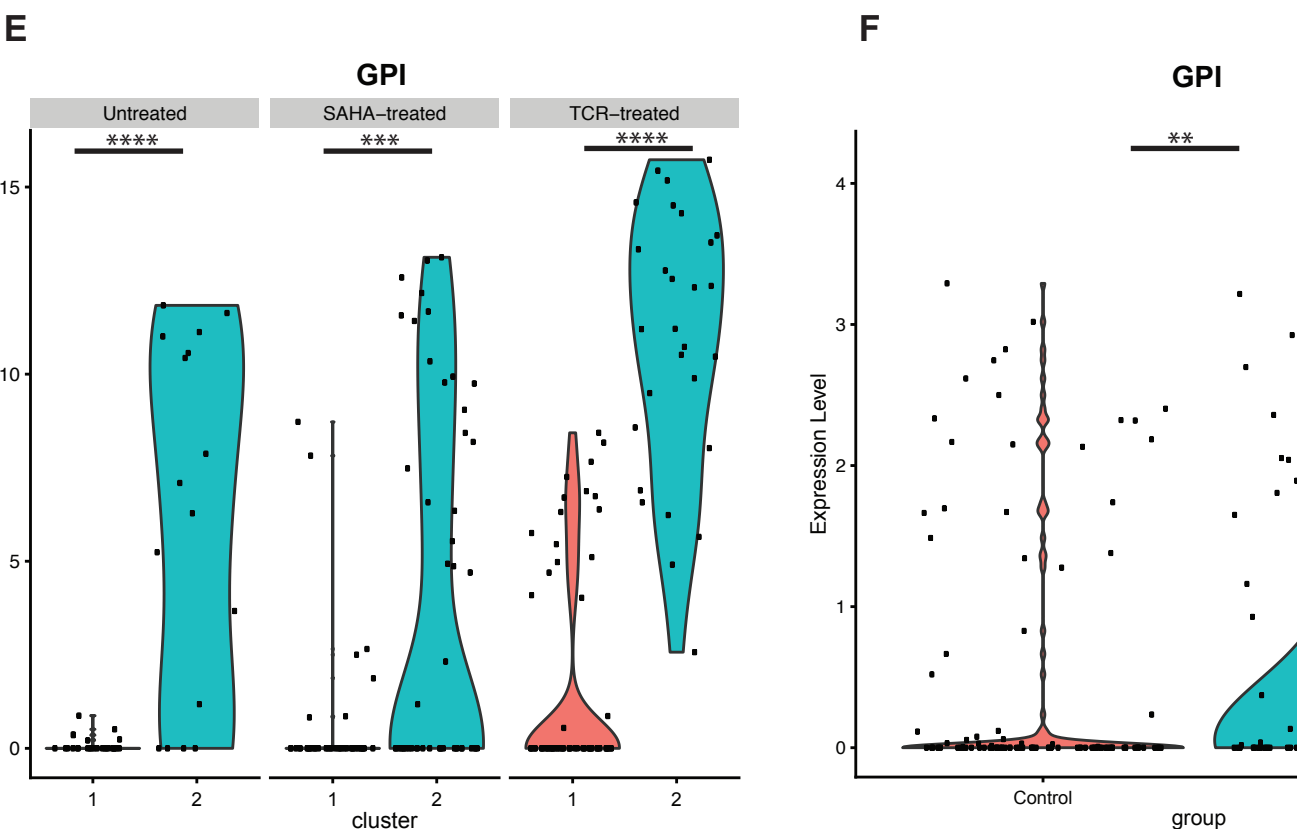 E
GPI
Untreated
SAHA−treated
TCR−treated
****
***
****
15
10
5
0
1
2
1
2
1
2
cluster
F
GPI
**
Expression Level
4
3
2
1
0
Control
group